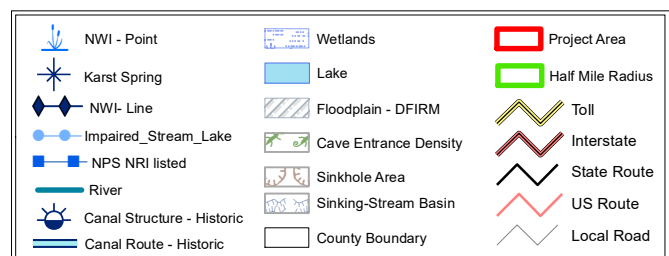 NWI - Point
Karst Spring
NWI- Line
Impaired_Stream_Lake
NPS NRI listed
River
Canal Structure - Historic
Canal Route - Historic
Wetlands
Lake
Floodplain - DFIRM
Cave Entrance Density
Sinkhole Area
Sinking-Stream Basin
County Boundary
Project Area
Half Mile Radius
Toll
Interstate
State Route
US Route
Local Road